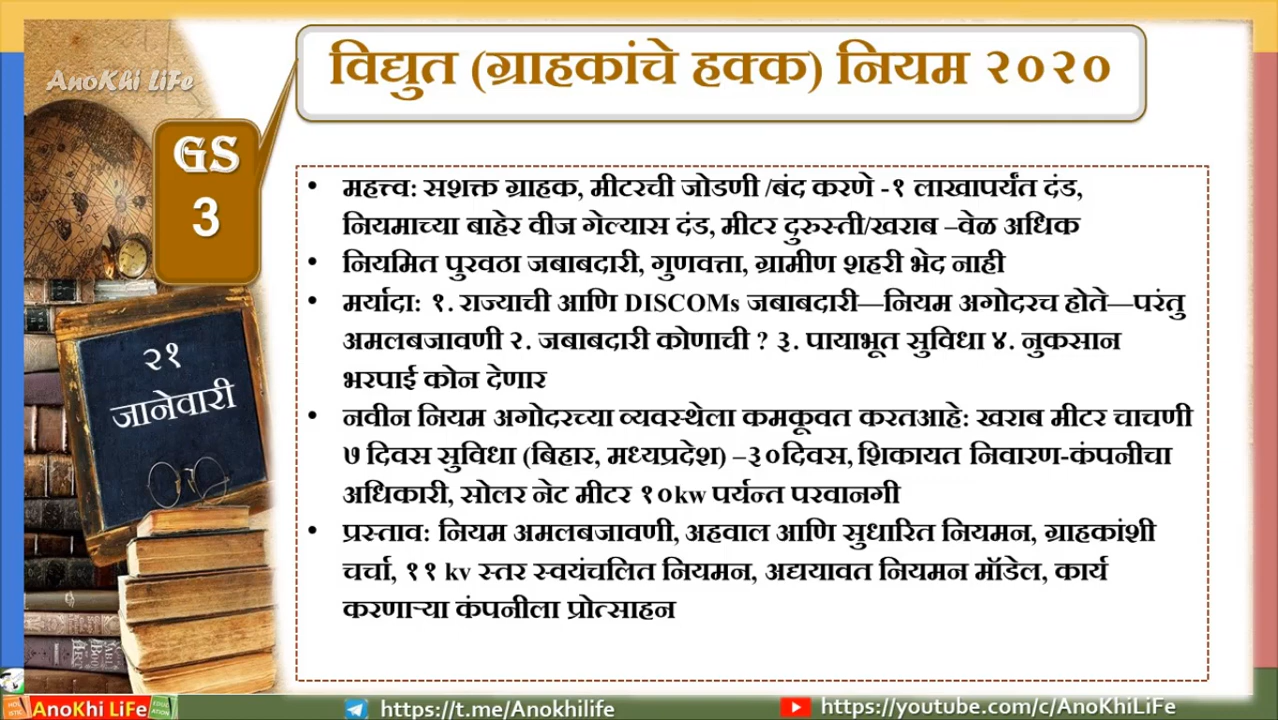 विद्युत (ग्राहकांचे हक्क) नियम २०२०
AnoKhi LiFe
GS
3
• महत्त्व: सशक्त ग्राहक, मीटरची जोडणी /बंद करणे -१ लाखापर्यंत दंड,
नियमाच्या बाहेर वीज गेल्यास दंड, मीटर दुरुस्ती/खराब –वेळ अधिक
• नियमित पुरवठा जबाबदारी, गुणवत्ता, ग्रामीण शहरी भेद नाही
• मर्यादा: १. राज्याची आणि DISCOMs जबाबदारी—नियम अगोदरच होते—परंतु
अमलबजावणी २. जबाबदारी कोणाची ? ३. पायाभूत सुविधा ४. नुकसान
भरपाई कोन देणार
• नवीन नियम अगोदरच्या व्यवस्थेला कमकूवत करतआहे: खराब मीटर चाचणी
७ दिवस सुविधा (बिहार, मध्यप्रदेश) –३०दिवस, शिकायत निवारण-कंपनीचा
अधिकारी, सोलर नेट मीटर १०kw पर्यन्त परवानगी
• प्रस्ताव: नियम अमलबजावणी, अहवाल आणि सुधारित नियमन, ग्राहकांशी
चर्चा, ११ kv स्तर स्वयंचलित नियमन, अद्ययावत नियमन मॉडेल, कार्य
करणाऱ्या कंपनीला प्रोत्साहन
२१
जानेवारी
AnoKhi LiFe
https://t.me/Anokhilife
https://youtube.com/c/AnoKhiLiFe